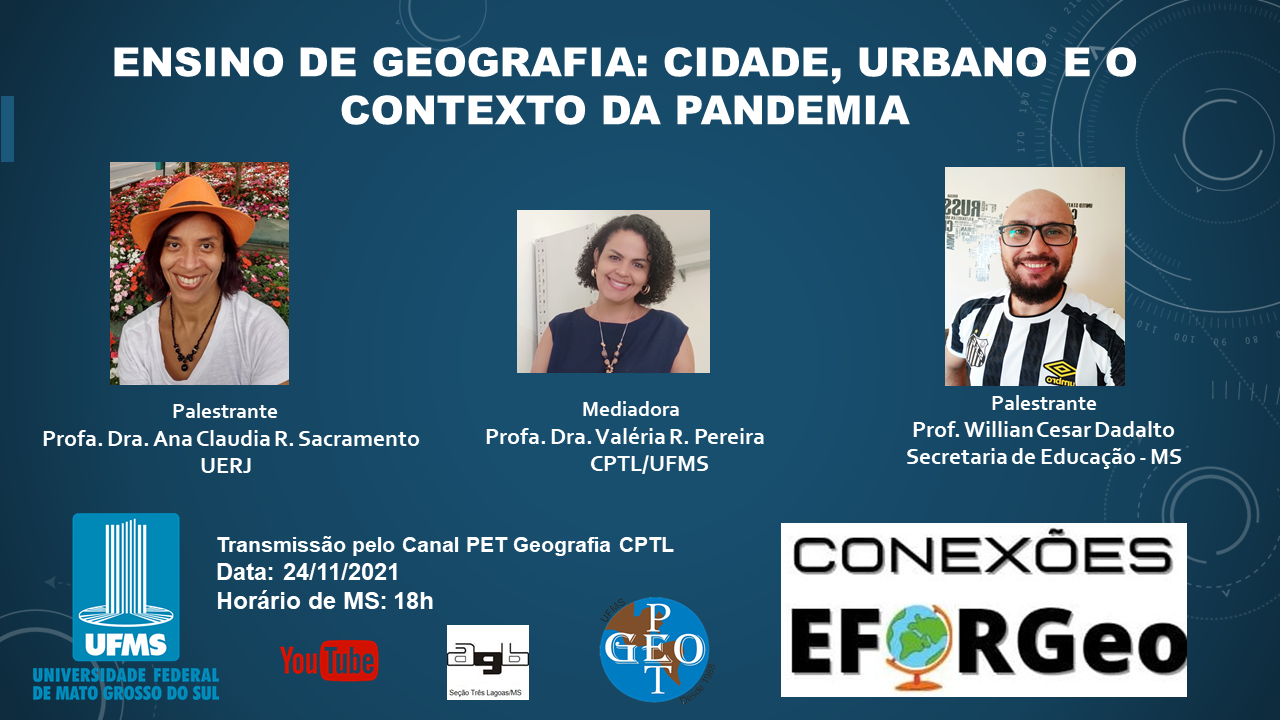 ENSINO DE GEOGRAFIA: CIDADE, URBANO E O
CONTEXTO DA PANDEMIA
Palestrante
Profa. Dra. Ana Claudia R. Sacramento
UERJ
Mediadora
Profa. Dra. Valéria R. Pereira
CPTL/UFMS
Palestrante
Prof. Willian Cesar Dadalto
Secretaria de Educação - MS
Transmissão pelo Canal PET Geografia CPTL
Data: 24/11/2021
Horário de MS: 18h
UFMS
UNIVERSIDADE FEDERAL
DE MATO GROSSO DO SUL
YouTube
agb
Seção Três Lagoas/MS
UFMS
PET
GEO
CONEXÕES
EFORGeo